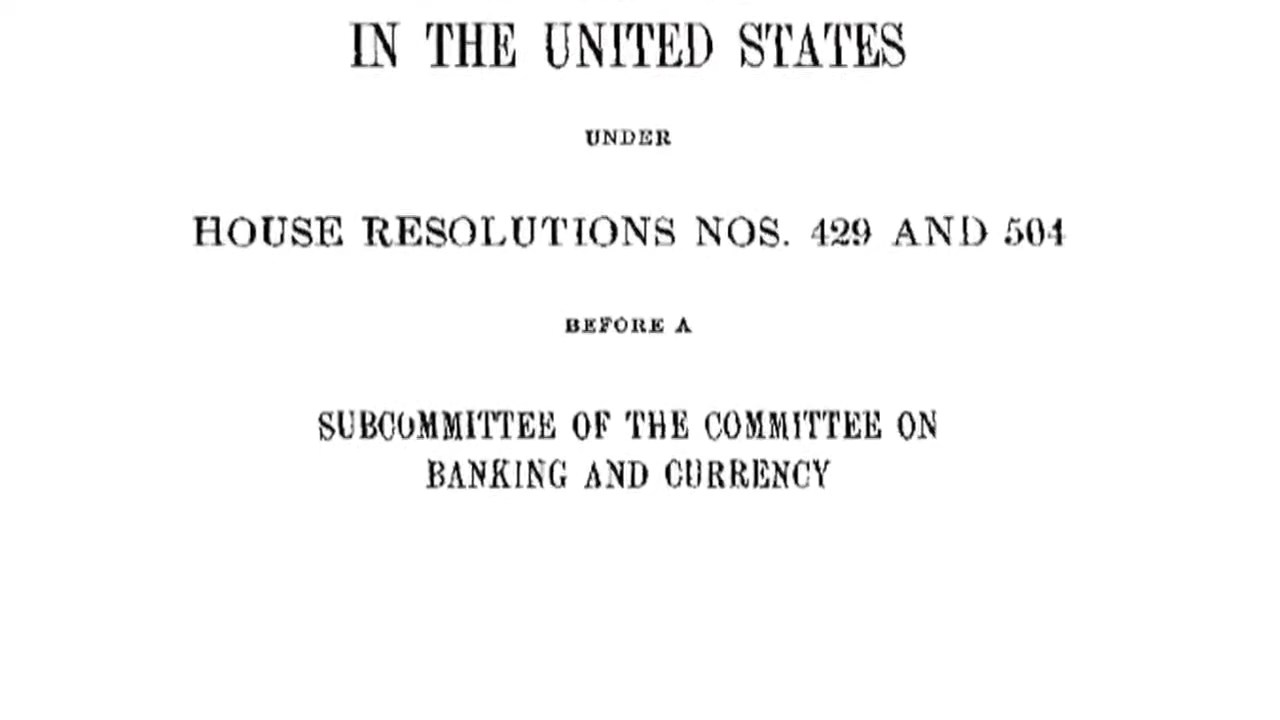 IN THE UNITED STATES
UNDER
HOUSE RESOLUTIONS NOS. 429 AND 504
BEFORE A
SUBCOMMITTEE OF THE COMMITTEE ON
BANKING AND CURRENCY